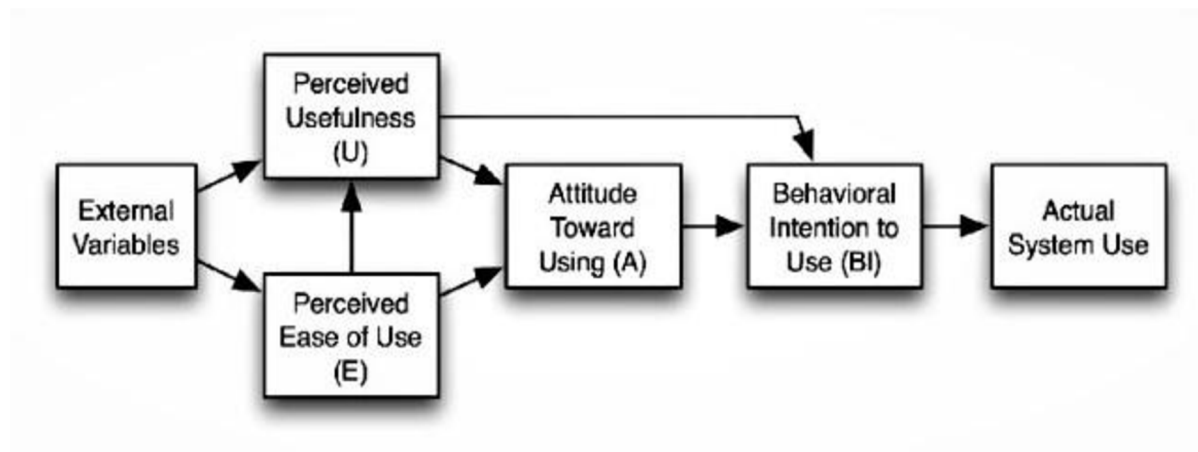 External
Variables
Perceived
Usefulness
(U)
Perceived
Ease of Use
(E)
Attitude
Toward
Using (A)
Behavioral
Intention to
Use (BI)
Actual
System Use